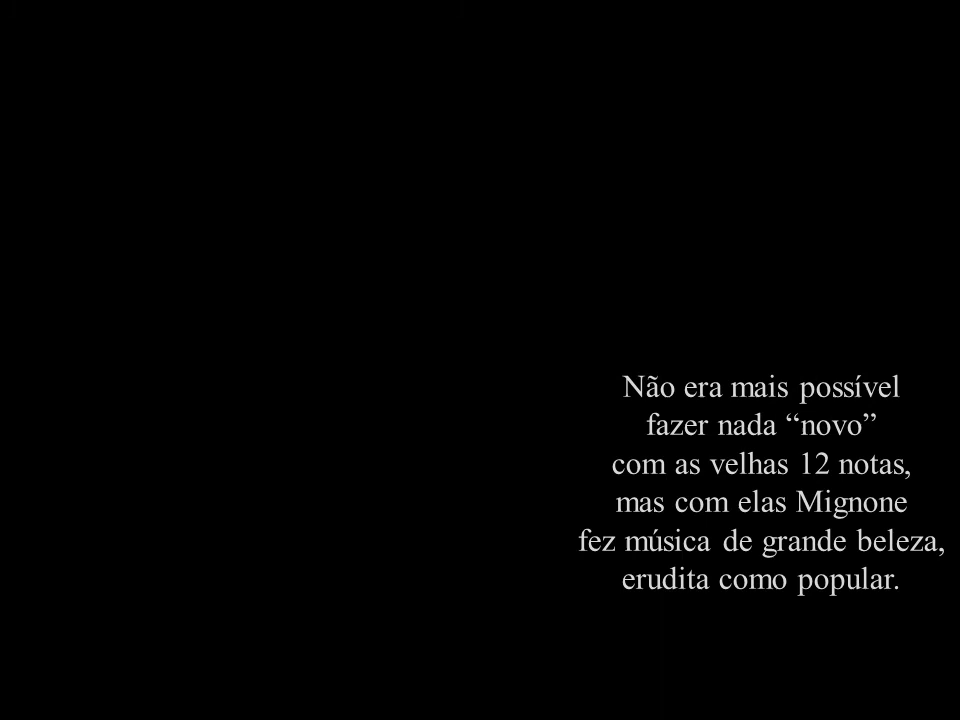 Não era mais possível
fazer nada “novo”
com as velhas 12 notas,
mas com elas Mignone
fez música de grande beleza,
erudita como popular.